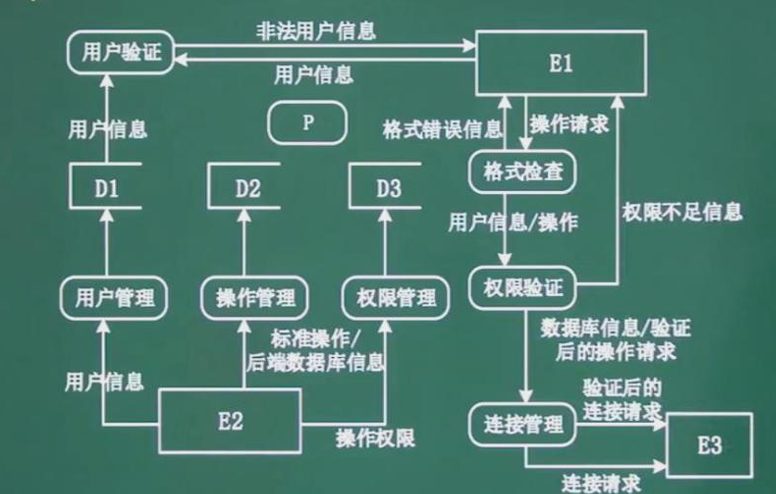 非法用户信息
用户验证
E1
用户信息
P
用户信息
格式错误信息
操作请求
D1
D2
D3
格式检查
用户信息/操作
权限不足信息
用户管理
操作管理
权限管理
权限验证
标准操作/
后端数据库信息
数据库信息/验证
后的操作请求
用户信息
验证后的
连接请求
E2
操作权限
连接管理
E3
连接请求